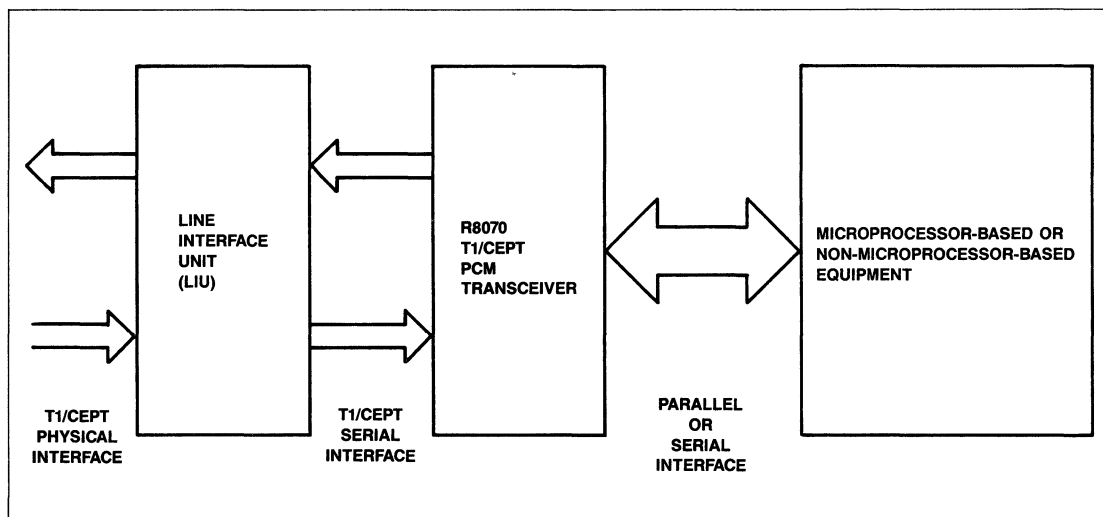 LINE
INTERFACE
UNIT
(LIU)
R8070
T1/CEPT
PCM
TRANSCEIVER
MICROPROCESSOR-BASED OR
NON-MICROPROCESSOR-BASED
EQUIPMENT
T1/CEPT
PHYSICAL
INTERFACE
T1/CEPT
SERIAL
INTERFACE
PARALLEL
OR
SERIAL
INTERFACE